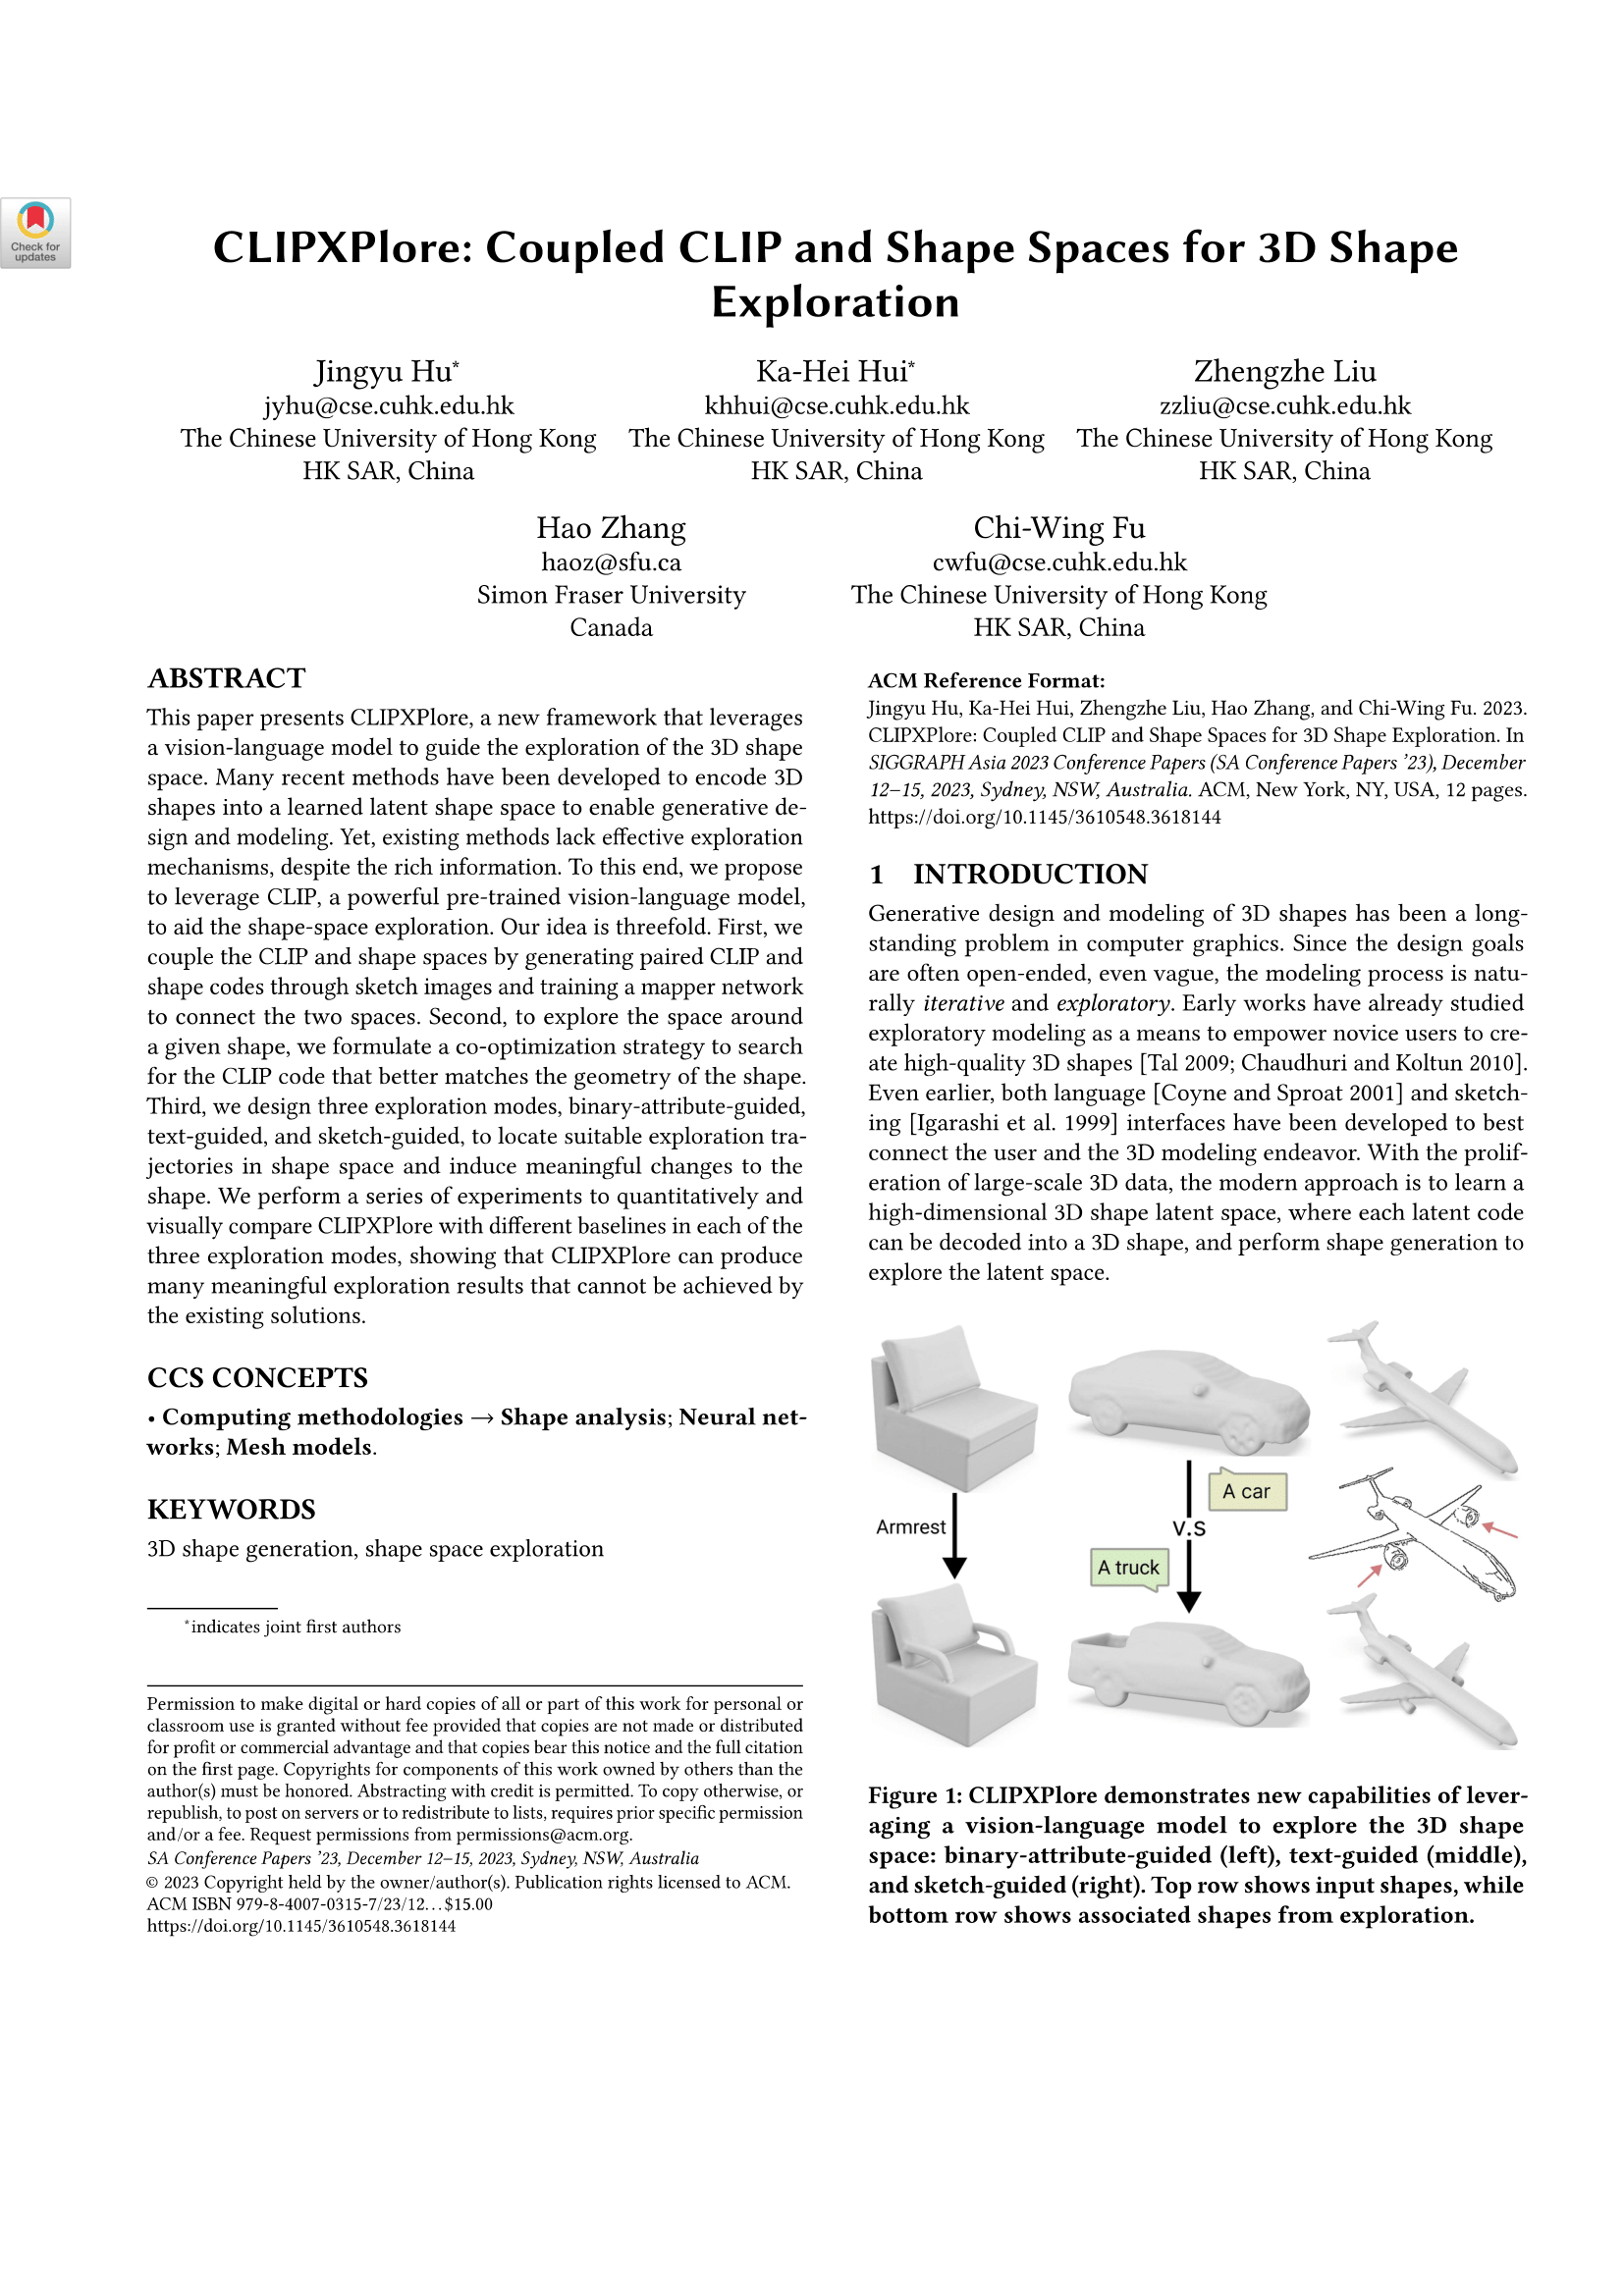 Check for
updates
CLIPXPlore: Coupled CLIP and Shape Spaces for 3D Shape
Exploration
Jingyu Hu*
jyhu@cse.cuhk.edu.hk
The Chinese University of Hong Kong
HK SAR, China
Ka-Hei Hui*
khhui@cse.cuhk.edu.hk
The Chinese University of Hong Kong
HK SAR, China
Zhengzhe Liu
zzliu@cse.cuhk.edu.hk
The Chinese University of Hong Kong
HK SAR, China
Hao Zhang
haoz@sfu.ca
Simon Fraser University
Canada
Chi-Wing Fu
cwfu@cse.cuhk.edu.hk
The Chinese University of Hong Kong
HK SAR, China
ABSTRACT
This paper presents CLIPXPlore, a new framework that leverages
a vision-language model to guide the exploration of the 3D shape
space. Many recent methods have been developed to encode 3D
shapes into a learned latent shape space to enable generative de-
sign and modeling. Yet, existing methods lack effective exploration
mechanisms, despite the rich information. To this end, we propose
to leverage CLIP, a powerful pre-trained vision-language model,
to aid the shape-space exploration. Our idea is threefold. First, we
couple the CLIP and shape spaces by generating paired CLIP and
shape codes through sketch images and training a mapper network
to connect the two spaces. Second, to explore the space around
a given shape, we formulate a co-optimization strategy to search
for the CLIP code that better matches the geometry of the shape.
Third, we design three exploration modes, binary-attribute-guided,
text-guided, and sketch-guided, to locate suitable exploration tra-
jectories in shape space and induce meaningful changes to the
shape. We perform a series of experiments to quantitatively and
visually compare CLIPXPlore with different baselines in each of the
three exploration modes, showing that CLIPXPlore can produce
many meaningful exploration results that cannot be achieved by
the existing solutions.
CCS CONCEPTS
• Computing methodologies → Shape analysis; Neural net-
works; Mesh models.
KEYWORDS
3D shape generation, shape space exploration
*indicates joint first authors
Permission to make digital or hard copies of all or part of this work for personal or
classroom use is granted without fee provided that copies are not made or distributed
for profit or commercial advantage and that copies bear this notice and the full citation
on the first page. Copyrights for components of this work owned by others than the
author(s) must be honored. Abstracting with credit is permitted. To copy otherwise, or
republish, to post on servers or to redistribute to lists, requires prior specific permission
and/or a fee. Request permissions from permissions@acm.org.
SA Conference Papers '23, December 12–15, 2023, Sydney, NSW, Australia
© 2023 Copyright held by the owner/author(s). Publication rights licensed to ACM.
ACM ISBN 979-8-4007-0315-7/23/12...$15.00
https://doi.org/10.1145/3610548.3618144
ACM Reference Format:
Jingyu Hu, Ka-Hei Hui, Zhengzhe Liu, Hao Zhang, and Chi-Wing Fu. 2023.
CLIPXPlore: Coupled CLIP and Shape Spaces for 3D Shape Exploration. In
SIGGRAPH Asia 2023 Conference Papers (SA Conference Papers '23), December
12–15, 2023, Sydney, NSW, Australia. ACM, New York, NY, USA, 12 pages.
https://doi.org/10.1145/3610548.3618144
1 INTRODUCTION
Generative design and modeling of 3D shapes has been a long-
standing problem in computer graphics. Since the design goals
are often open-ended, even vague, the modeling process is natu-
rally iterative and exploratory. Early works have already studied
exploratory modeling as a means to empower novice users to cre-
ate high-quality 3D shapes [Tal 2009; Chaudhuri and Koltun 2010].
Even earlier, both language [Coyne and Sproat 2001] and sketch-
ing [Igarashi et al. 1999] interfaces have been developed to best
connect the user and the 3D modeling endeavor. With the prolif-
eration of large-scale 3D data, the modern approach is to learn a
high-dimensional 3D shape latent space, where each latent code
can be decoded into a 3D shape, and perform shape generation to
explore the latent space.
Armrest
A car
V.S
A truck
Figure 1: CLIPXPlore demonstrates new capabilities of lever-
aging a vision-language model to explore the 3D shape
space: binary-attribute-guided (left), text-guided (middle),
and sketch-guided (right). Top row shows input shapes, while
bottom row shows associated shapes from exploration.